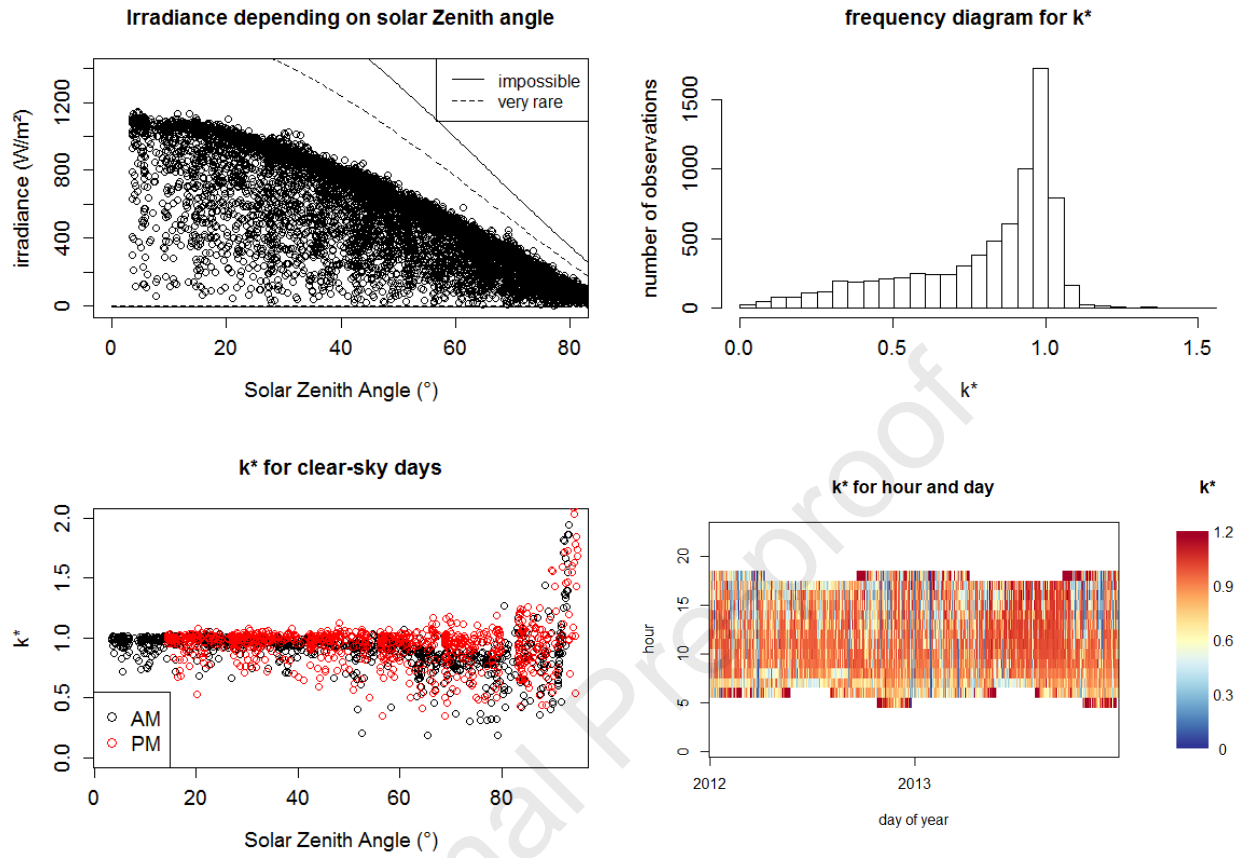 Irradiance depending on solar Zenith angle
irradiance (W/m²)
0 400 800 1200
impossible
very rare
0 20 40 60 80
Solar Zenith Angle (°)
frequency diagram for k*
number of observations
0 500 1000 1500
0.0 0.5 1.0 1.5
k*
k* for clear-sky days
k*
0.0 0.5 1.0 1.5 2.0
AM
PM
0 20 40 60 80
Solar Zenith Angle (°)
k* for hour and day
hour
0 5 10 15 20
2012 2013
day of year
k*
1.2
0.9
0.6
0.3
0
nal Pre-proof